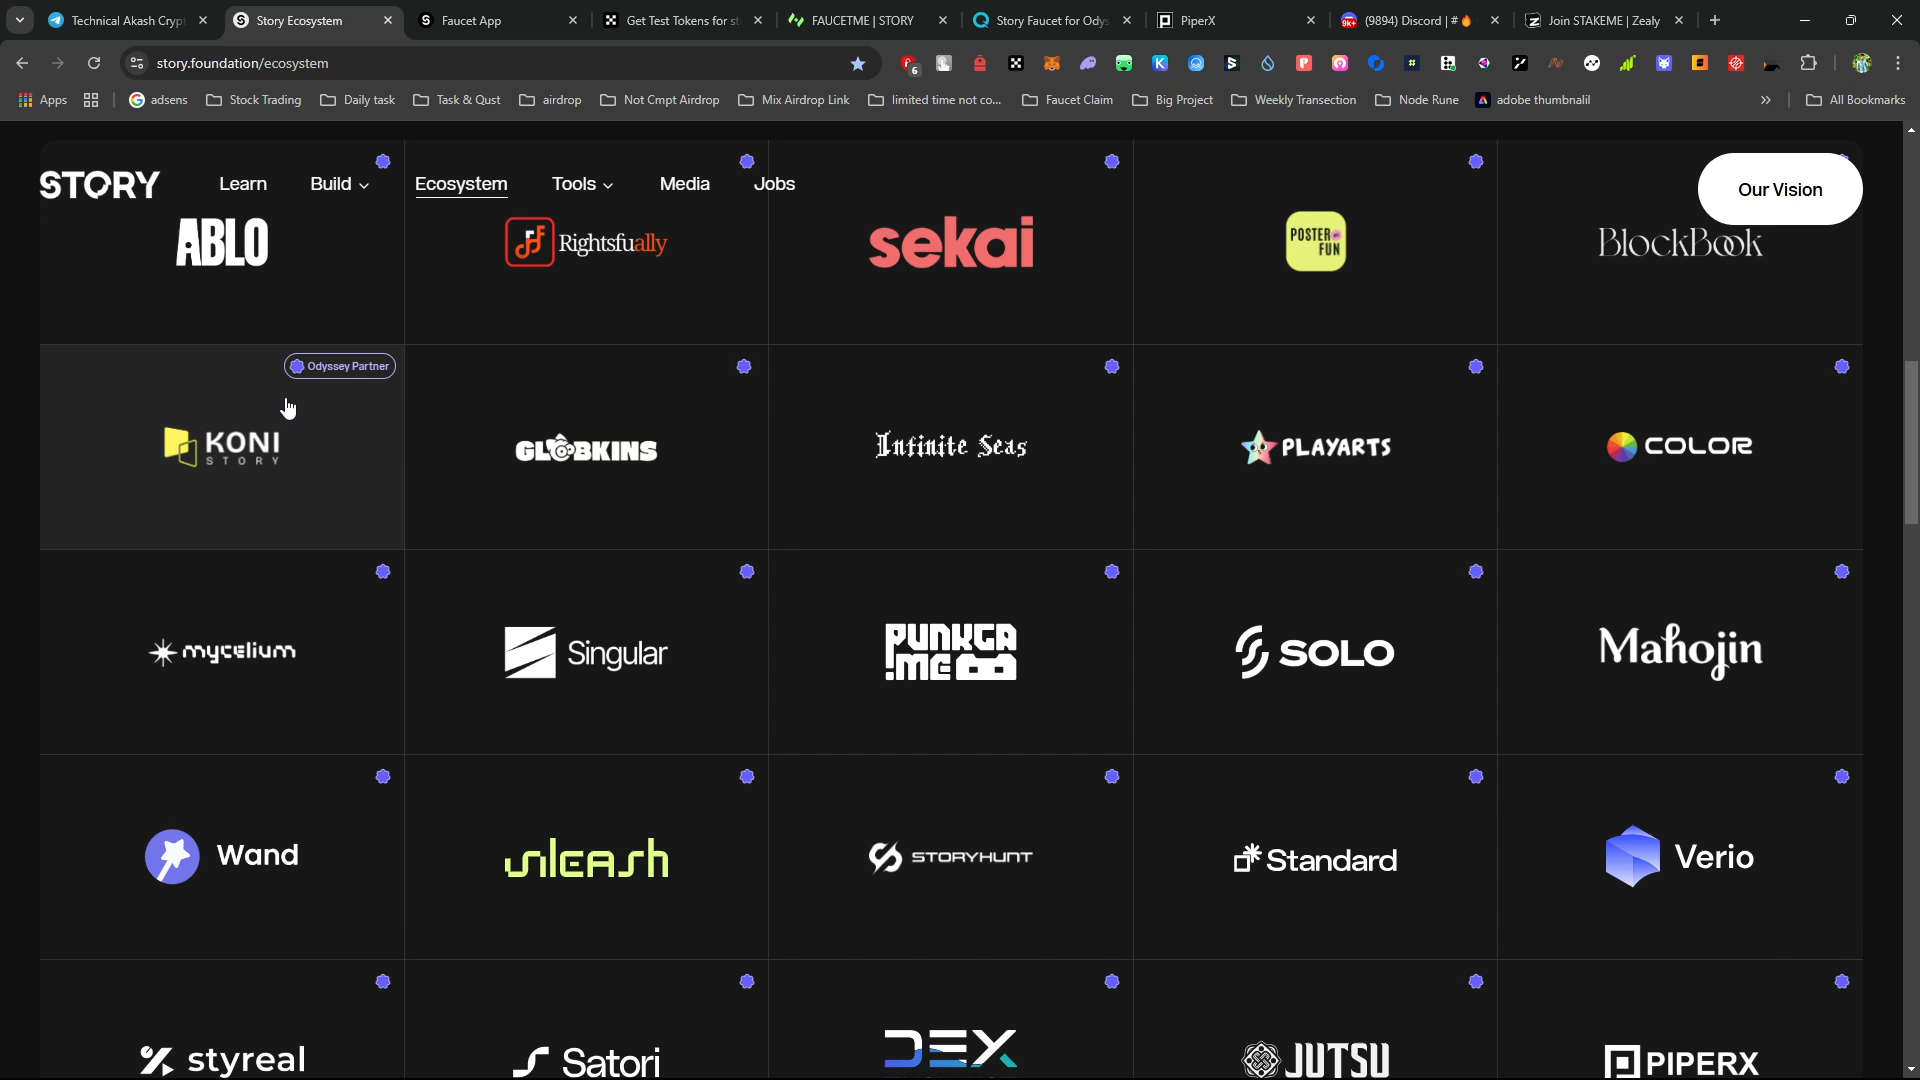 Technical Akash Cryp
Story Ecosystem
Faucet App
Get Test Tokens for st
FAUCETME | STORY
Story Faucet for Odys
PiperX
(9894) Discord | #🔥
Join STAKEME | Zealy
story.foundation/ecosystem
6
Apps
adsens
Stock Trading
Daily task
Task & Qust
airdrop
Not Cmpt Airdrop
Mix Airdrop Link
limited time not co...
Faucet Claim
Big Project
Weekly Transection
Node Rune
adobe thumbnalil
All Bookmarks
STORY
Learn
Build
Ecosystem
Tools
Media
Jobs
Our Vision
ABLO
Rightsfually
sekai
POSTER FUN
BlockBook
Odyssey Partner
KONI STORY
GLOBKINS
Infinite Seas
PLAYARTS
COLOR
mycelium
Singular
PUNKGA.ME
SOLO
Mahojin
Wand
unleash
STORYHUNT
Standard
Verio
styreal
Satori
DEX
JUTSU
PIPERX